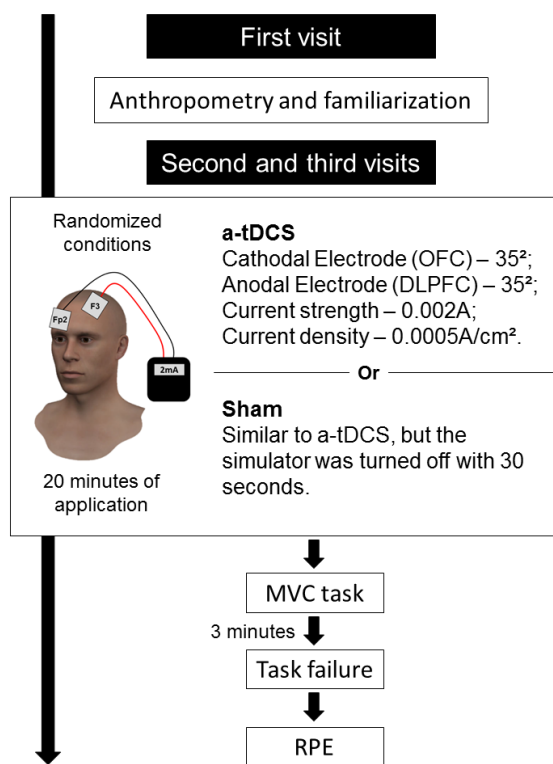 First visit
Anthropometry and familiarization
Second and third visits
Randomized
conditions
Fp2
F3
2mA
20 minutes of
application
a-tDCS
Cathodal Electrode (OFC) – 35²;
Anodal Electrode (DLPFC) – 35²;
Current strength – 0.002A;
Current density – 0.0005A/cm².
Or
Sham
Similar to a-tDCS, but the
simulator was turned off with 30
seconds.
MVC task
3 minutes
Task failure
RPE